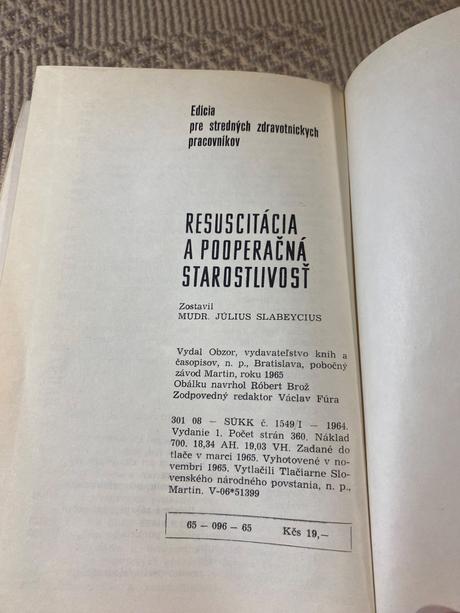 Edícia
pre stredných zdravotnickych
pracovníkov
RESUSCITÁCIA
A POOPERAČNÁ
STAROSTLIVOSŤ
Zostavil
MUDR. JÚLIUS SLABEYCIUS
Vydal Obzor, vydavateľstvo kníh a
časopisov, n. p., Bratislava, pobočný
závod Martin, roku 1965
Obálku navrhol Róbert Brož
Zodpovedný redaktor Václav Fúra
301 08 — SÚKK č. 1549/I — 1964.
Vydanie 1. Počet strán 360. Náklad
700. 18,34 AH. 19,03 VH. Zadané do
tlače v marci 1965. Vyhotovené v no-
vembri 1965. Vytlačili Tlačiarne Slo-
venského národného povstania, n. p.,
Martin. V-06*51399
65 — 096 — 65 Kčs 19,—